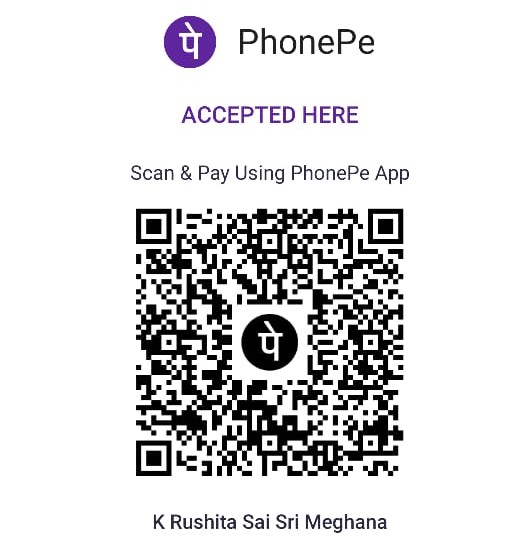 पे PhonePe
ACCEPTED HERE
Scan & Pay Using PhonePe App
पे
K Rushita Sai Sri Meghana